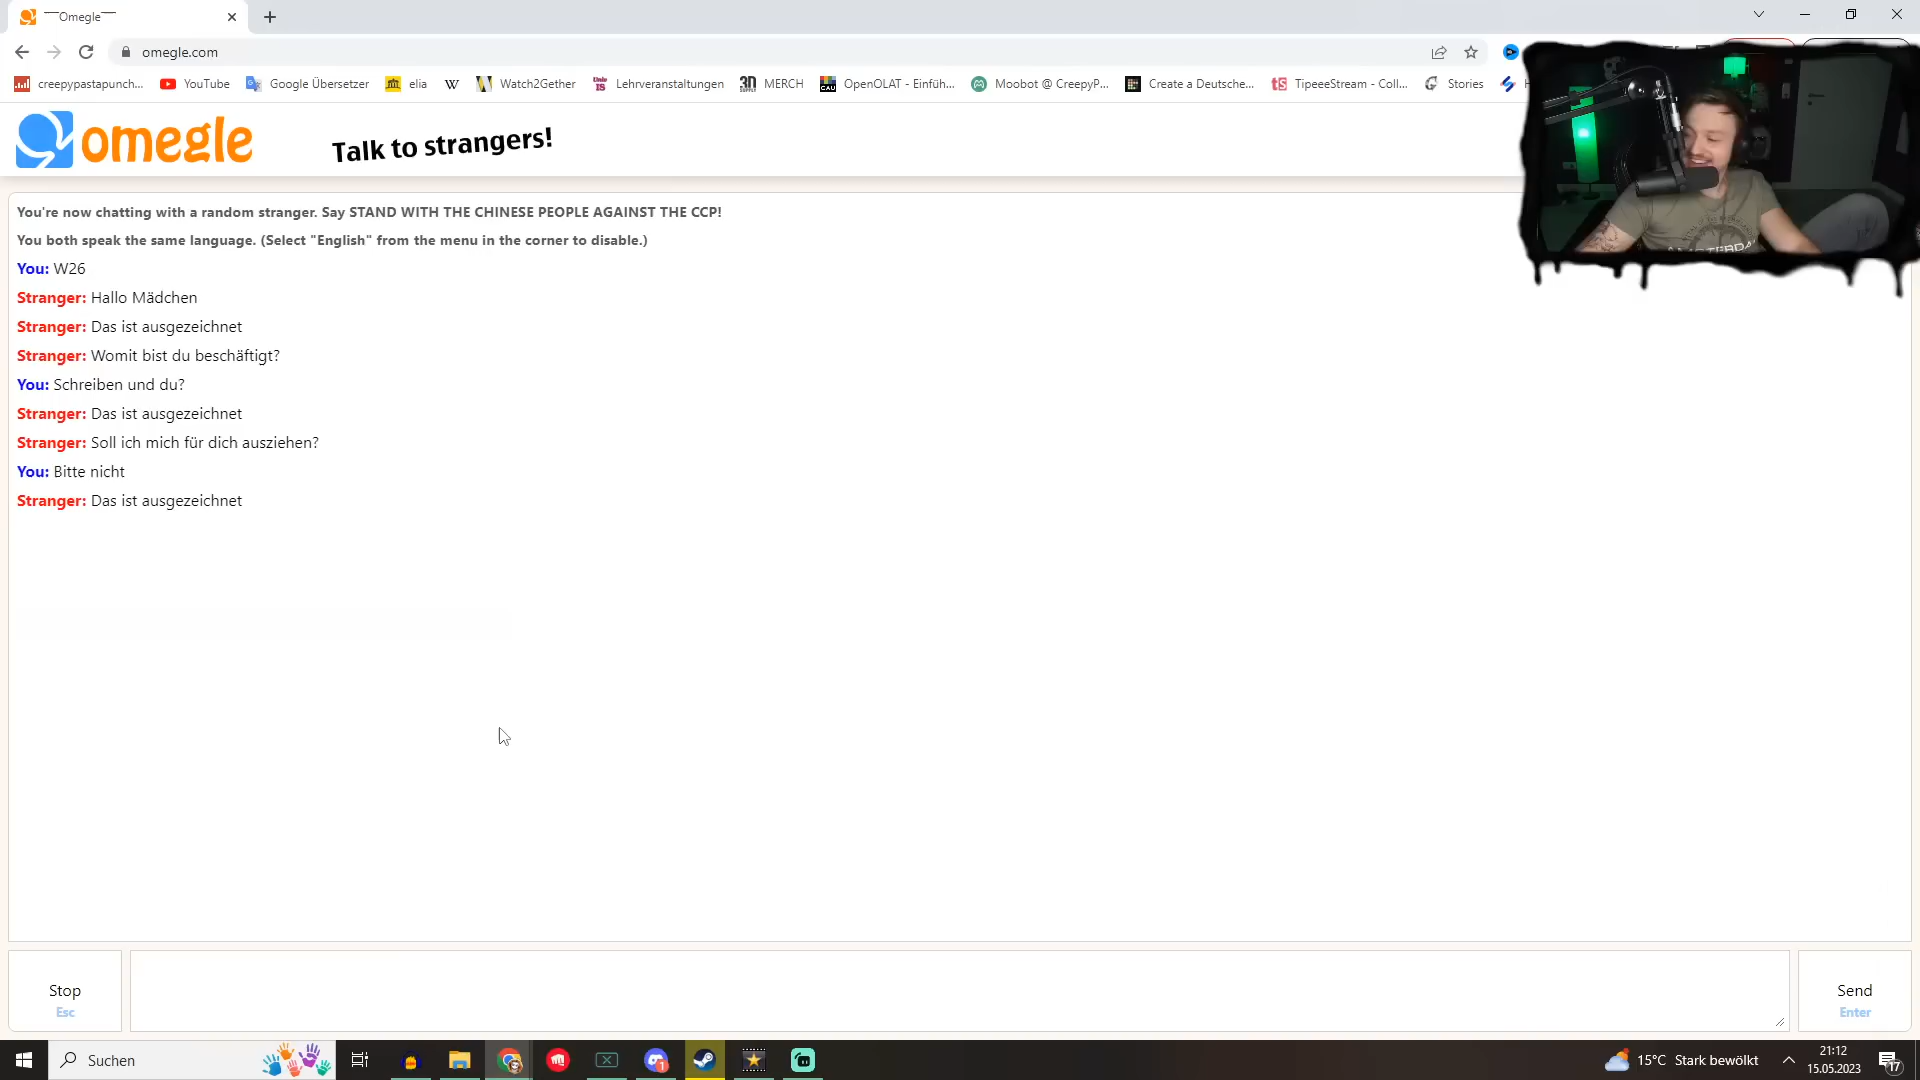 Omegle
omegle.com
creepypastapunch... YouTube Google Übersetzer elia W Watch2Gether Lehrveranstaltungen MERCH OpenOLAT - Einfüh... Moobot @ CreepyP... Create a Deutsche... TipeeeStream - Coll... Stories
omegle Talk to strangers!
You're now chatting with a random stranger. Say STAND WITH THE CHINESE PEOPLE AGAINST THE CCP!
You both speak the same language. (Select "English" from the menu in the corner to disable.)
You: W26
Stranger: Hallo Mädchen
Stranger: Das ist ausgezeichnet
Stranger: Womit bist du beschäftigt?
You: Schreiben und du?
Stranger: Das ist ausgezeichnet
Stranger: Soll ich mich für dich ausziehen?
You: Bitte nicht
Stranger: Das ist ausgezeichnet
Stop
Esc
Send
Enter
Suchen
15°C Stark bewölkt
21:12
15.05.2023
17